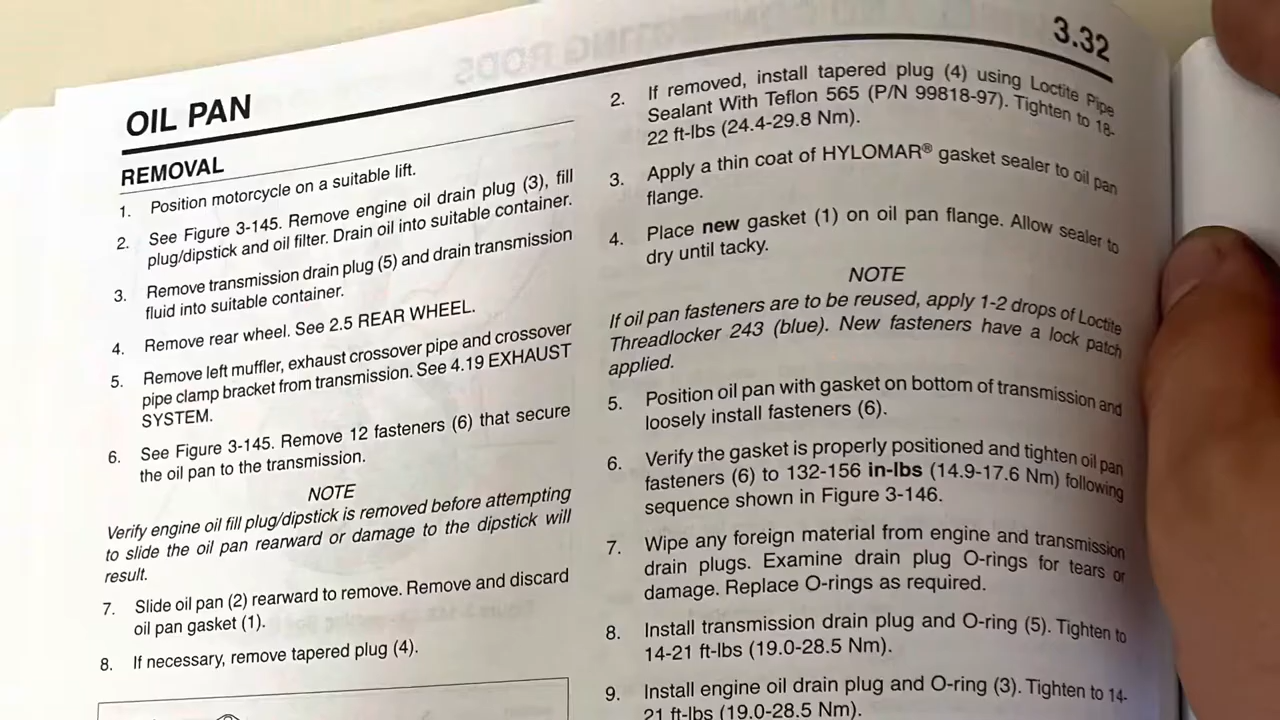 3.32
OIL PAN
REMOVAL
1. Position motorcycle on a suitable lift.
2. See Figure 3-145. Remove engine oil drain plug (3), fill
plug/dipstick and oil filter. Drain oil into suitable container.
3. Remove transmission drain plug (5) and drain transmission
fluid into suitable container.
4. Remove rear wheel. See 2.5 REAR WHEEL.
5. Remove left muffler, exhaust crossover pipe and crossover
pipe clamp bracket from transmission. See 4.19 EXHAUST
SYSTEM.
6. See Figure 3-145. Remove 12 fasteners (6) that secure
the oil pan to the transmission.
NOTE
Verify engine oil fill plug/dipstick is removed before attempting
to slide the oil pan rearward or damage to the dipstick will
result.
7. Slide oil pan (2) rearward to remove. Remove and discard
oil pan gasket (1).
8. If necessary, remove tapered plug (4).
2. If removed, install tapered plug (4) using Loctite Pipe
Sealant With Teflon 565 (P/N 99818-97). Tighten to 18-
22 ft-lbs (24.4-29.8 Nm).
3. Apply a thin coat of HYLOMAR® gasket sealer to oil pan
flange.
4. Place new gasket (1) on oil pan flange. Allow sealer to
dry until tacky.
NOTE
If oil pan fasteners are to be reused, apply 1-2 drops of Loctite
Threadlocker 243 (blue). New fasteners have a lock patch
applied.
5. Position oil pan with gasket on bottom of transmission and
loosely install fasteners (6).
6. Verify the gasket is properly positioned and tighten oil pan
fasteners (6) to 132-156 in-lbs (14.9-17.6 Nm) following
sequence shown in Figure 3-146.
7. Wipe any foreign material from engine and transmission
drain plugs. Examine drain plug O-rings for tears or
damage. Replace O-rings as required.
8. Install transmission drain plug and O-ring (5). Tighten to
14-21 ft-lbs (19.0-28.5 Nm).
9. Install engine oil drain plug and O-ring (3). Tighten to 14-
21 ft-lbs (19.0-28.5 Nm).